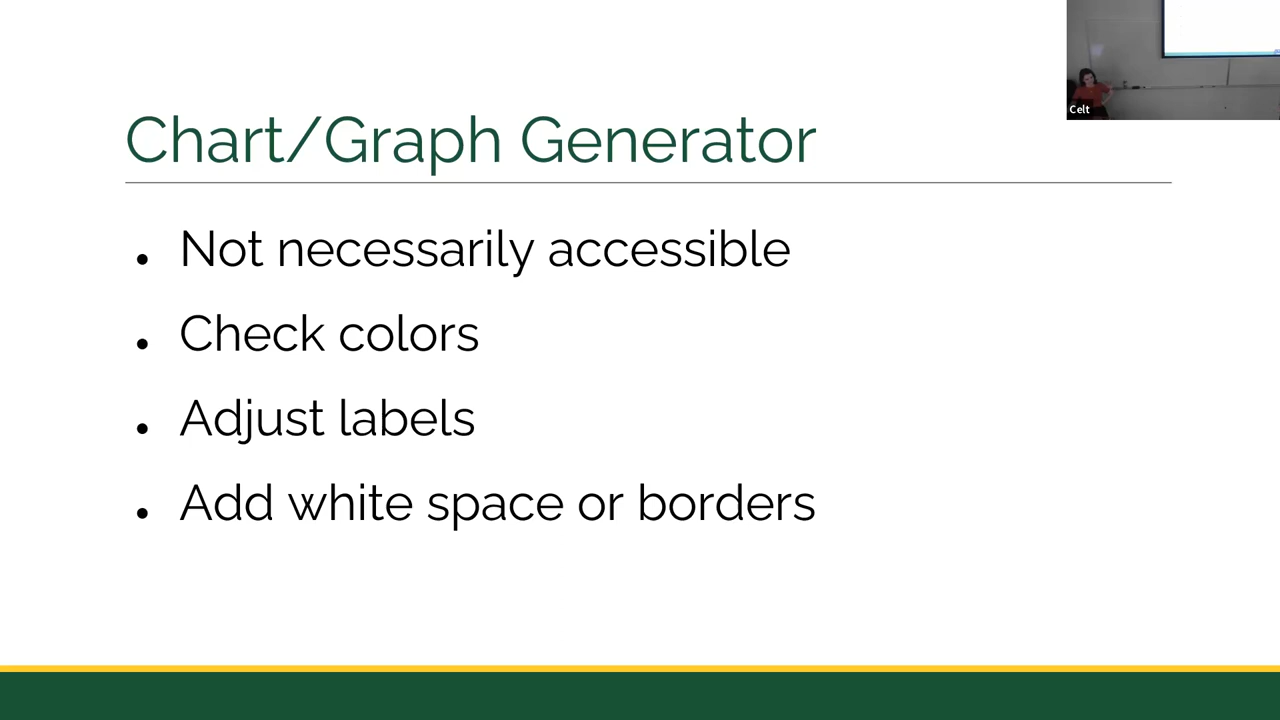 Celt
Chart/Graph Generator
Not necessarily accessible
Check colors
Adjust labels
Add white space or borders